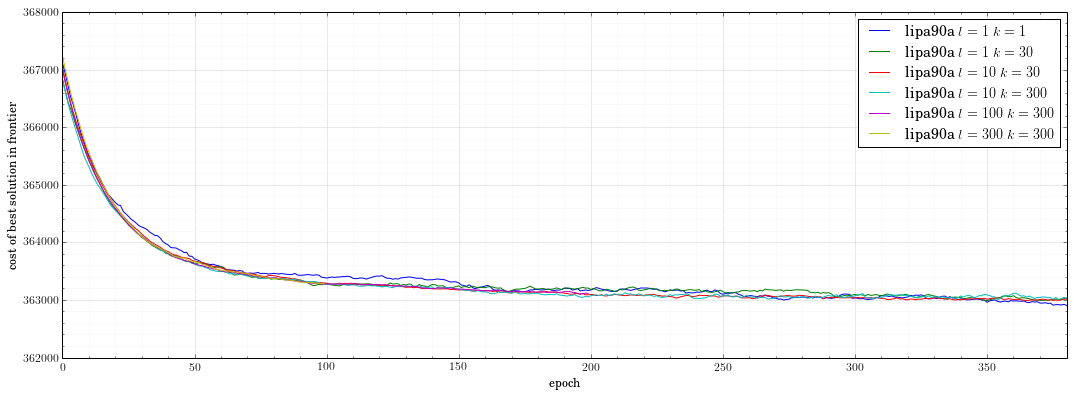 368000
367000
366000
365000
364000
363000
362000
cost of best solution in frontier
0 50 100 150 200 250 300 350
epoch
lipa90a l = 1 k = 1
lipa90a l = 1 k = 30
lipa90a l = 10 k = 30
lipa90a l = 10 k = 300
lipa90a l = 100 k = 300
lipa90a l = 300 k = 300